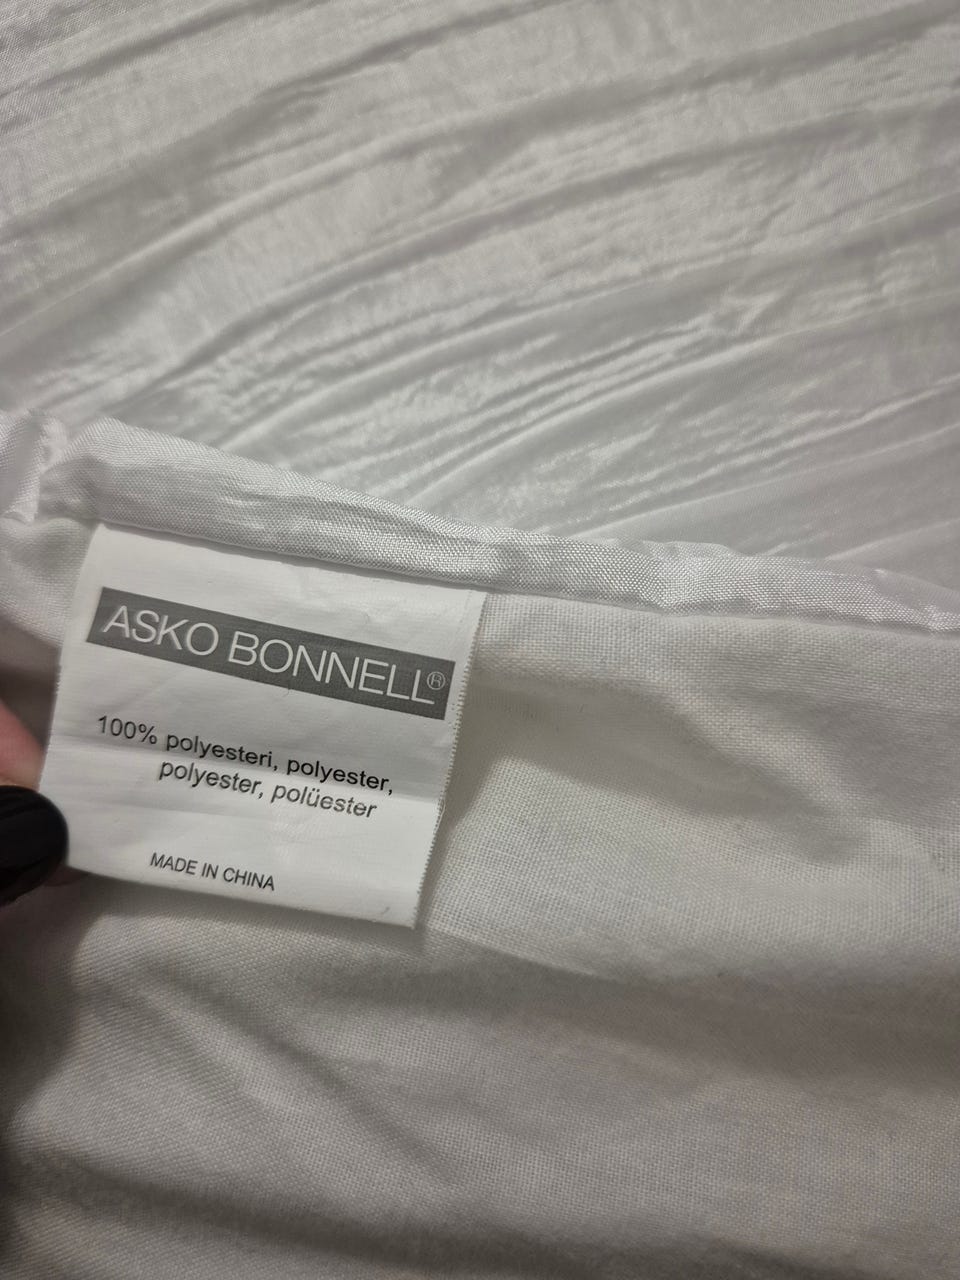 ASKO BONNELL®
100% polyesteri, polyester,
polyester, polüester
MADE IN CHINA